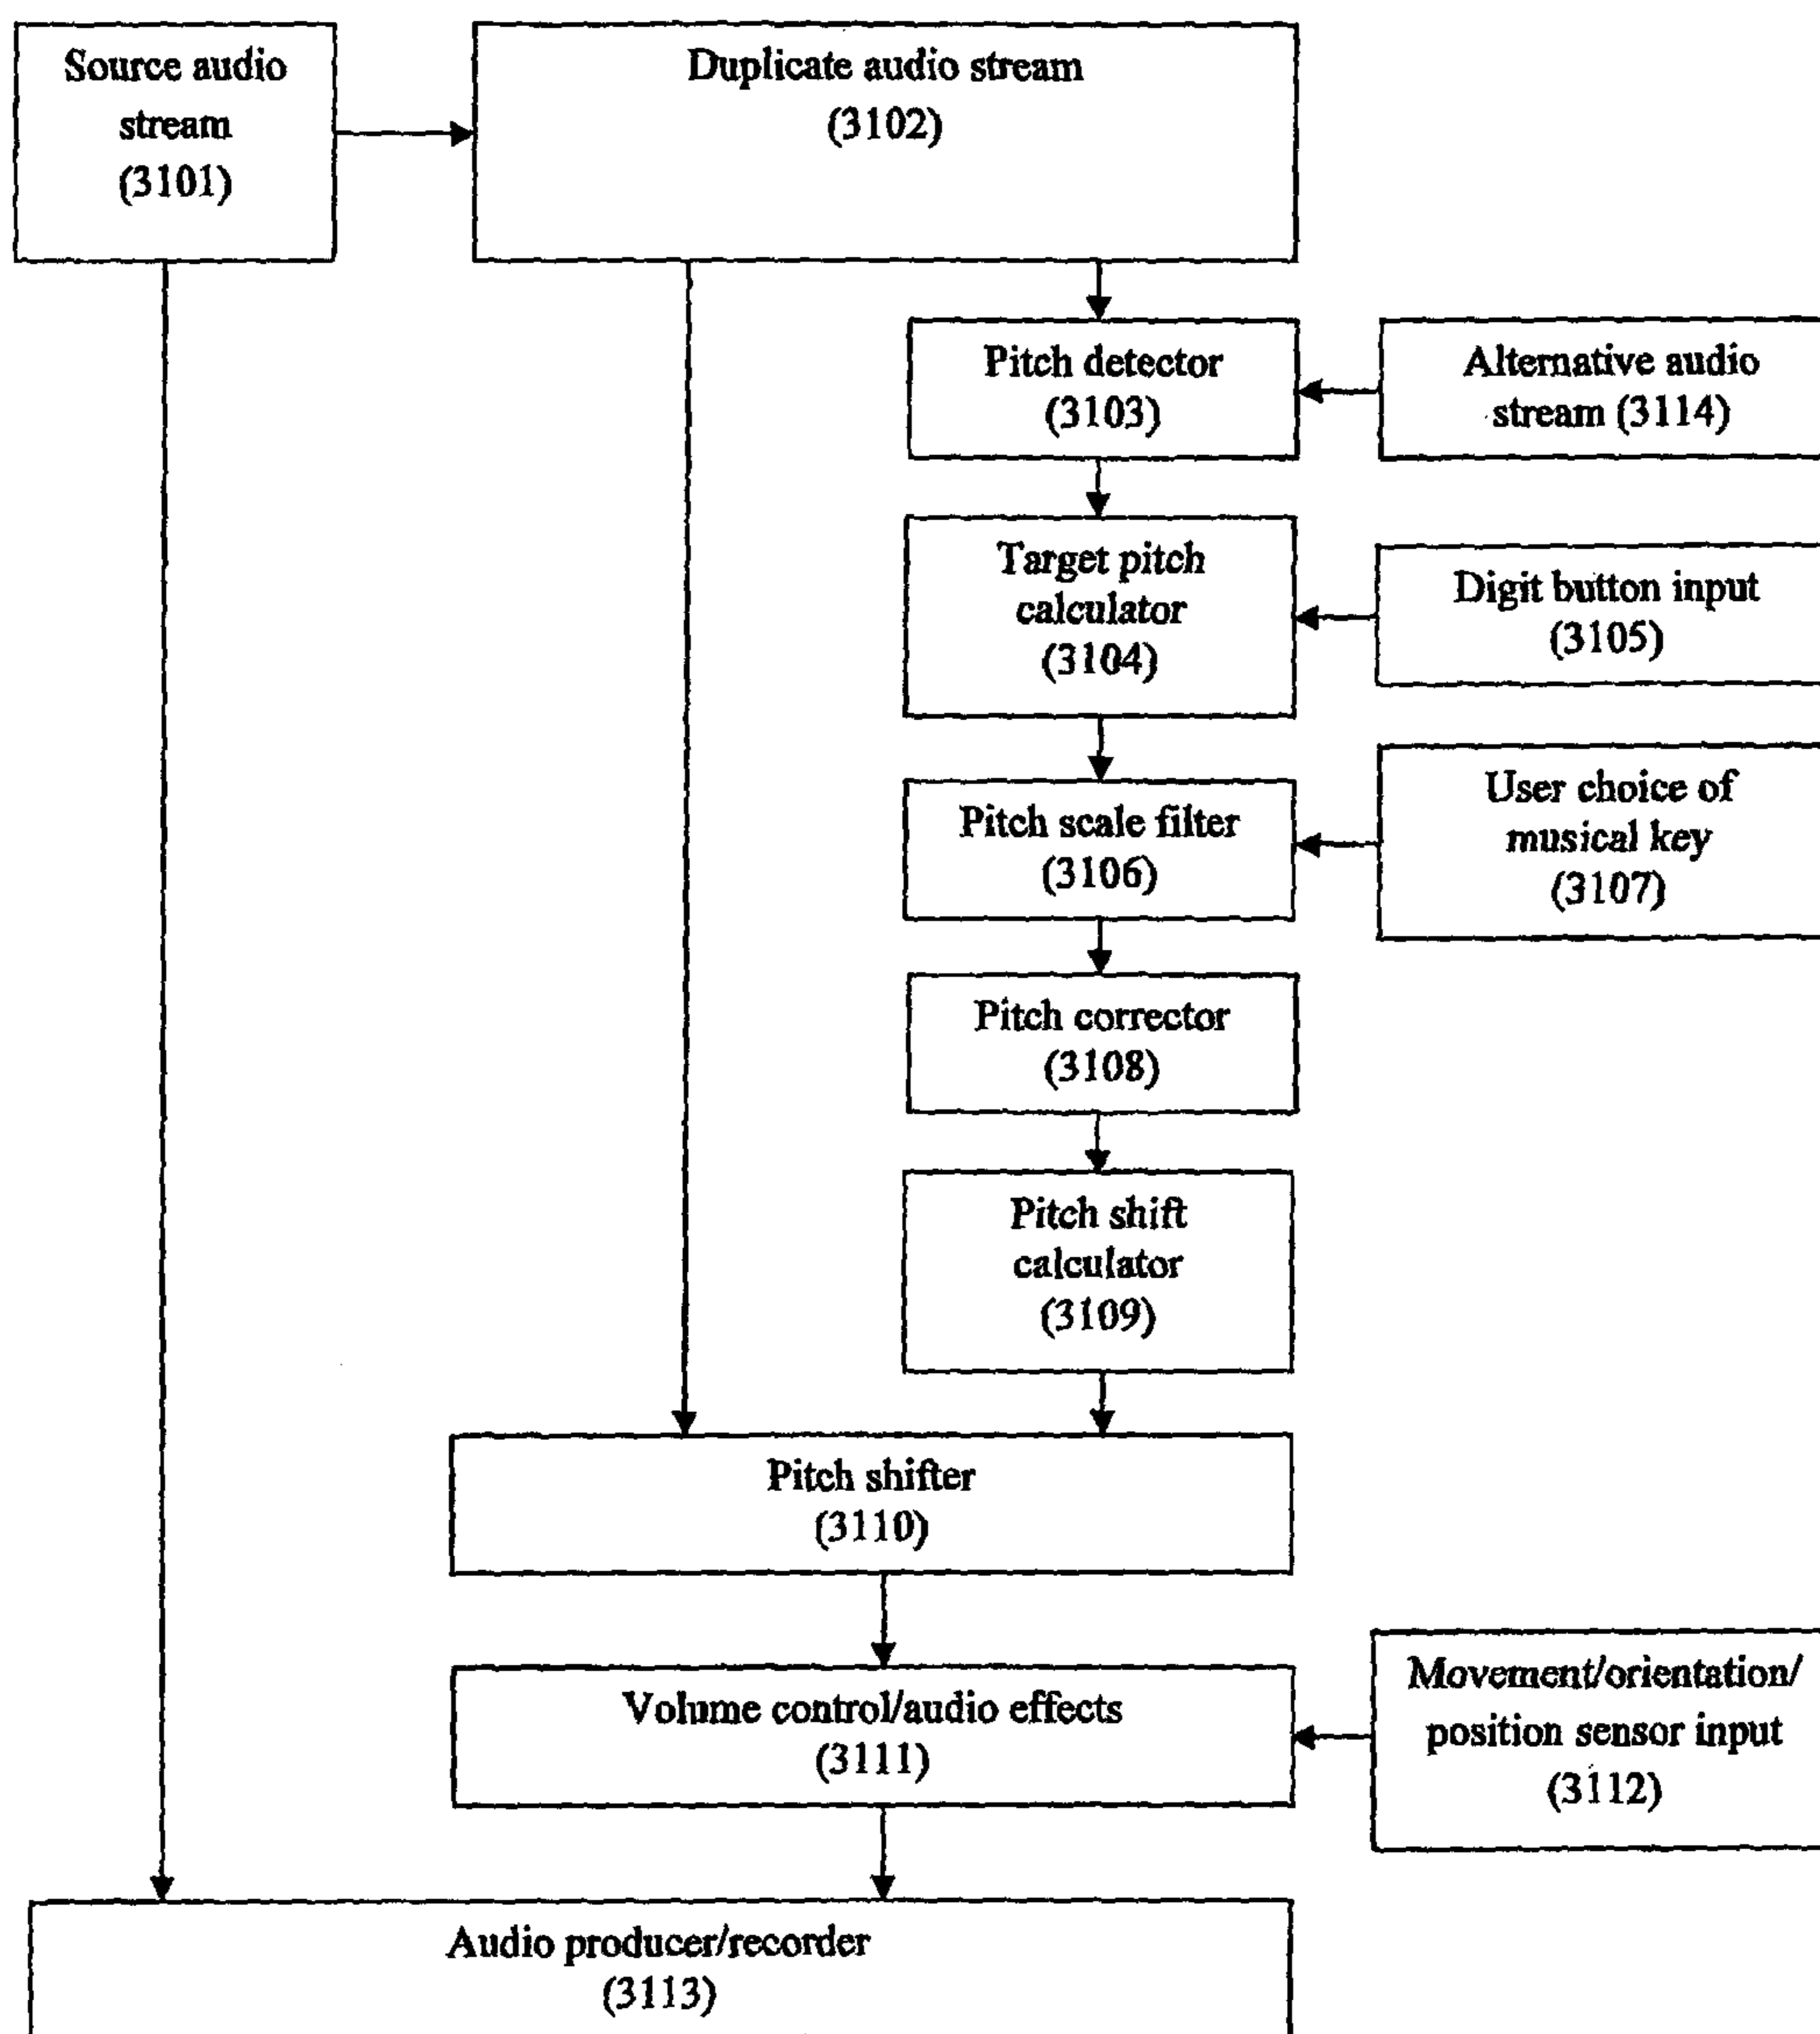 Source audio
stream
(3101)
Duplicate audio stream
(3102)
Pitch detector
(3103)
Alternative audio
stream (3114)
Target pitch
calculator
(3104)
Digit button input
(3105)
Pitch scale filter
(3106)
User choice of
musical key
(3107)
Pitch corrector
(3108)
Pitch shift
calculator
(3109)
Pitch shifter
(3110)
Volume control/audio effects
(3111)
Movement/orientation/
position sensor input
(3112)
Audio producer/recorder
(3113)